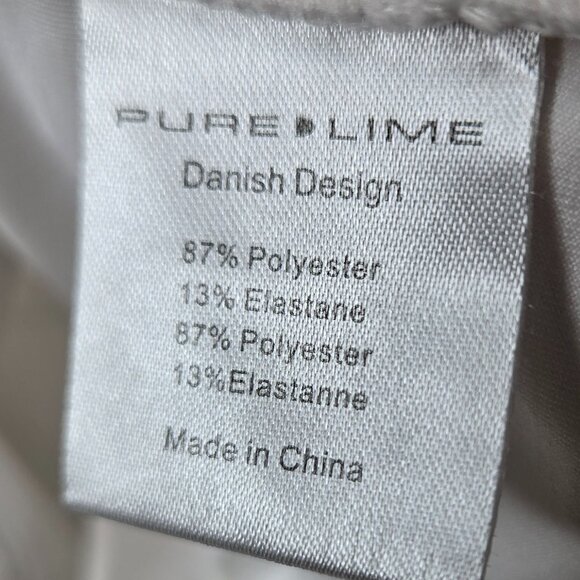 PURE LIME
Danish Design
87% Polyester
13% Elastane
87% Polyester
13%Elastanne
Made in China